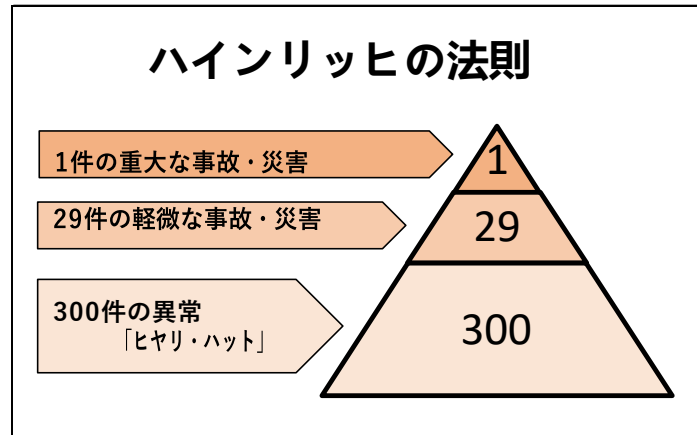 ハインリッヒの法則
1件の重大な事故・災害
1
29件の軽微な事故・災害
29
300件の異常
「ヒヤリ・ハット」
300